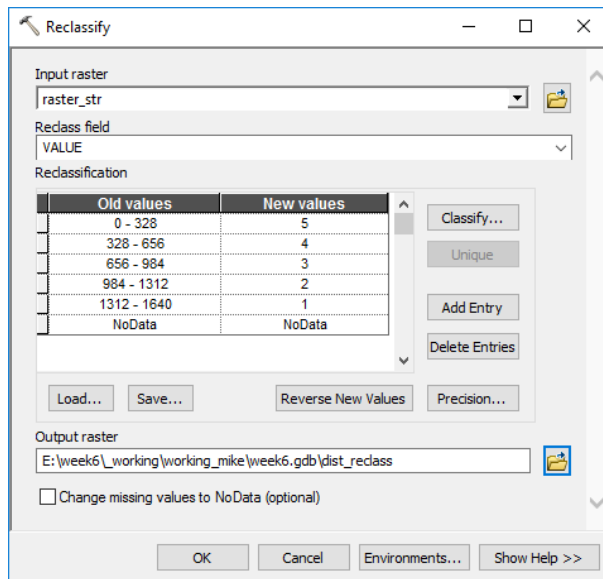 Reclassify
Input raster
raster_str
Reclass field
VALUE
Reclassification
Old values New values
0 - 328 5
328 - 656 4
656 - 984 3
984 - 1312 2
1312 - 1640 1
NoData NoData
Classify...
Unique
Add Entry
Delete Entries
Load... Save... Reverse New Values Precision...
Output raster
E:\week6\_working\working_mike\week6.gdb\dist_reclass
Change missing values to NoData (optional)
OK Cancel Environments... Show Help >>